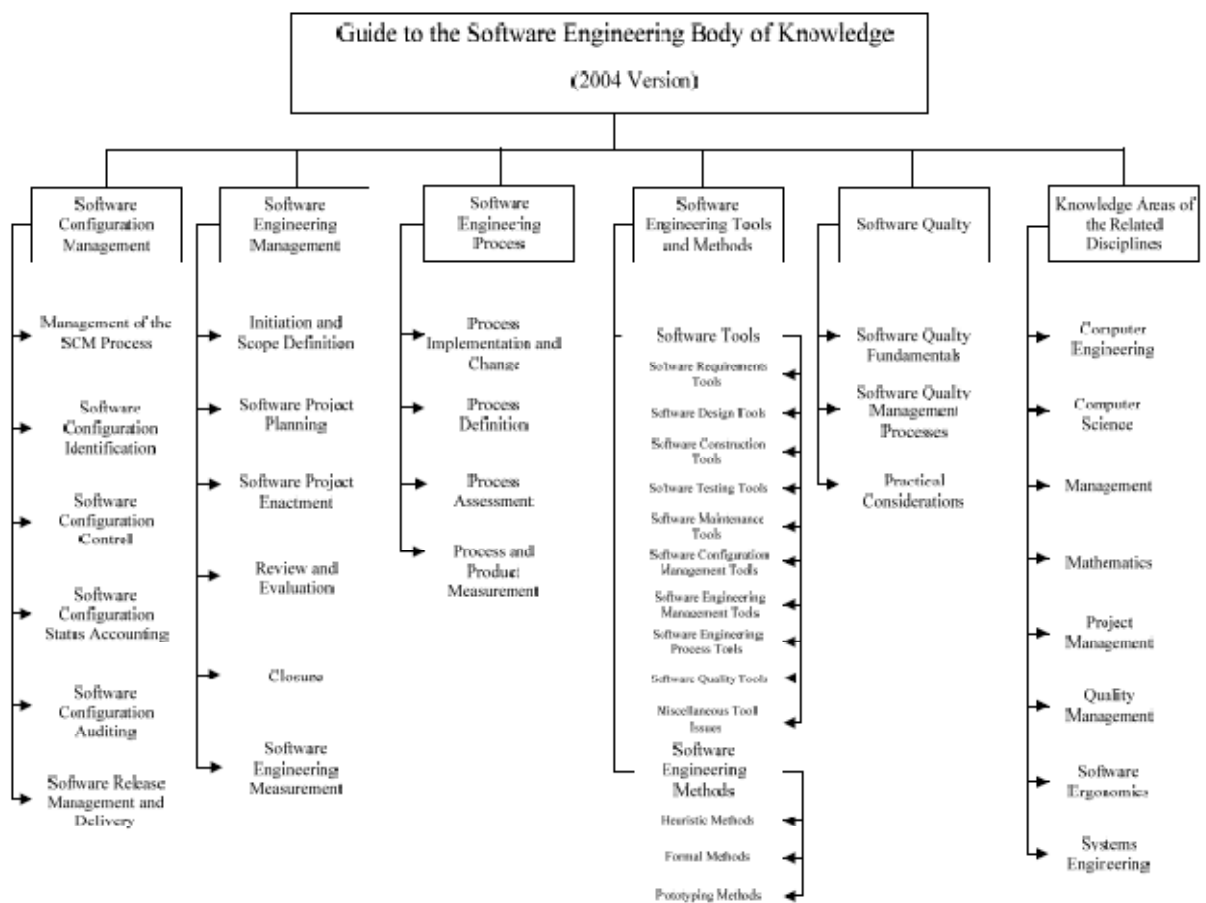 Guide to the Software Engineering Body of Knowledge
(2004 Version)
Software
Configuration
Management
Management of the
SCM Process
Software
Configuration
Identification
Software
Configuration
Control
Software
Configuration
Status Accounting
Software
Configuration
Auditing
Software Release
Management and
Delivery
Software
Engineering
Management
Initiation and
Scope Definition
Software Project
Planning
Software Project
Enactment
Review and
Evaluation
Closure
Software
Engineering
Measurement
Software
Engineering
Process
Process
Implementation and
Change
Process
Definition
Process
Assessment
Process and
Product
Measurement
Software
Engineering Tools
and Methods
Software Tools
Software Requirements
Tools
Software Design Tools
Software Construction
Tools
Software Testing Tools
Software Maintenance
Tools
Software Configuration
Management Tools
Software Engineering
Management Tools
Software Engineering
Process Tools
Software Quality Tools
Miscellaneous Tool
Issues
Software
Engineering
Methods
Heuristic Methods
Formal Methods
Pototyping Methods
Software Quality
Software Quality
Fundamentals
Software Quality
Management
Processes
Practical
Considerations
Knowledge Areas of
the Related
Disciplines
Computer
Engineering
Computer
Science
Management
Mathematics
Project
Management
Quality
Management
Software
Ergonomics
Systems
Engineering